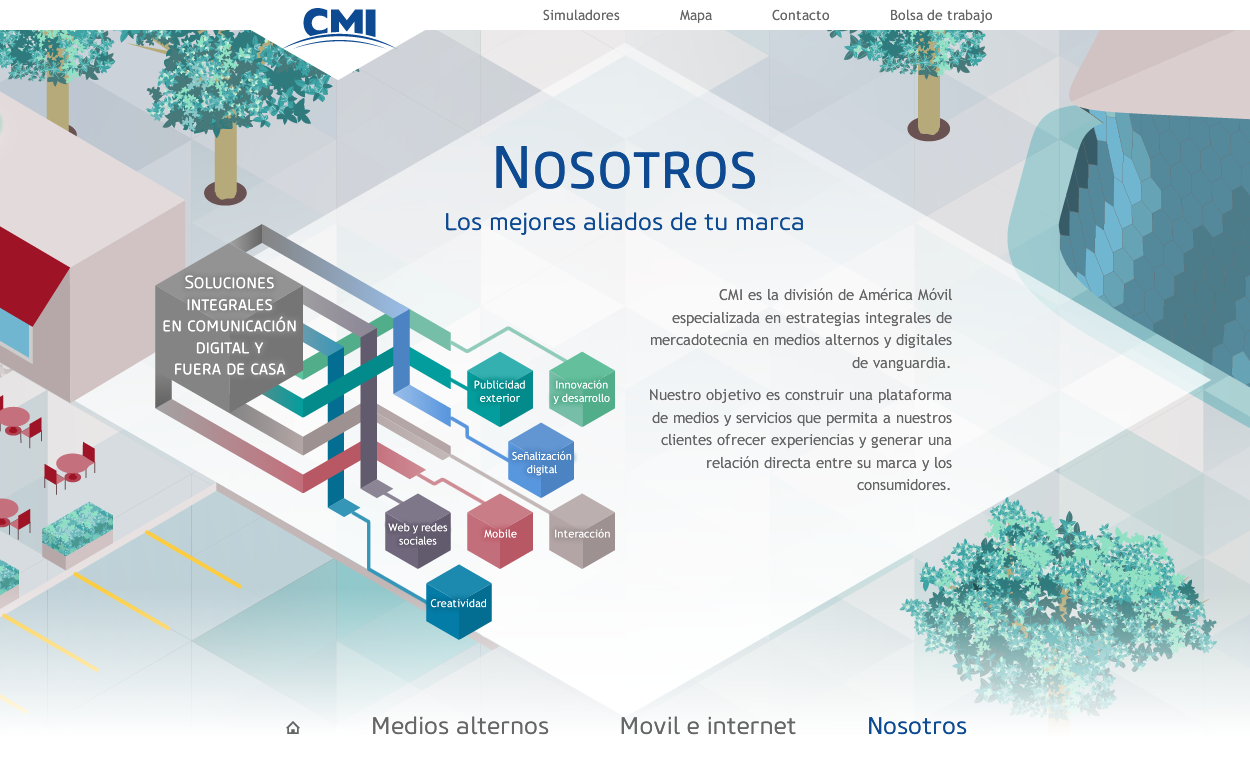 CMI
Simuladores
Mapa
Contacto
Bolsa de trabajo
Nosotros
Los mejores aliados de tu marca
Soluciones
integrales
en comunicación
digital y
fuera de casa
Publicidad
exterior
Innovación
y desarrollo
Señalización
digital
Web y redes
sociales
Mobile
Interacción
Creatividad
CMI es la división de América Móvil
especializada en estrategias integrales de
mercadotecnia en medios alternos y digitales
de vanguardia.
Nuestro objetivo es construir una plataforma
de medios y servicios que permita a nuestros
clientes ofrecer experiencias y generar una
relación directa entre su marca y los
consumidores.
Medios alternos
Movil e internet
Nosotros